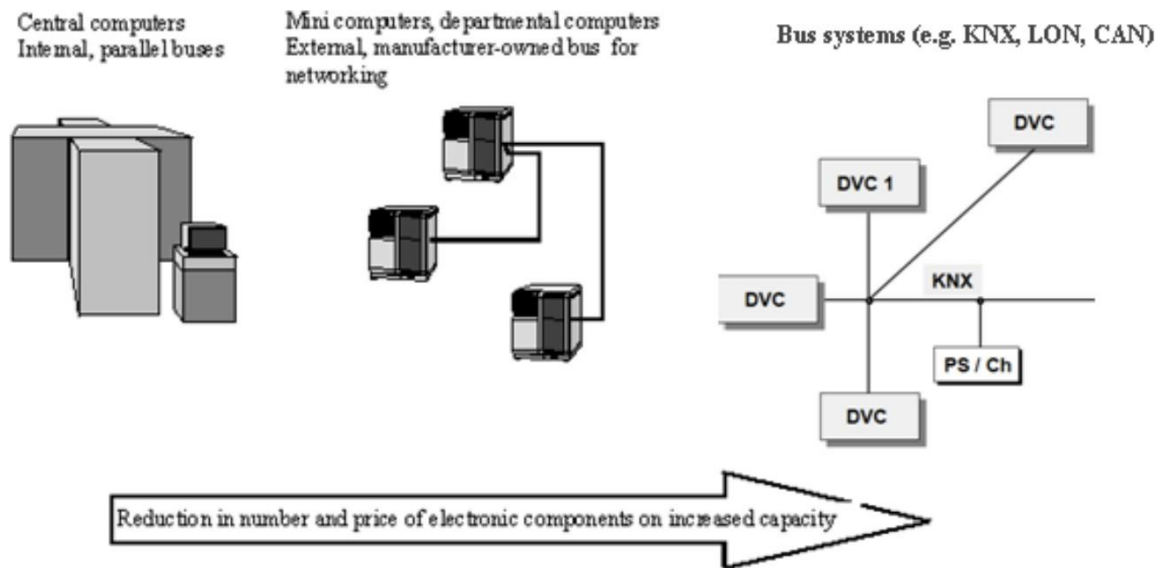 Central computers
Internal, parallel buses
Mini computers, departmental computers
External, manufacturer-owned bus for
networking
Bus systems (e.g. KNX, LON, CAN)
DVC
DVC 1
KNX
DVC
PS / Ch
DVC
Reduction in number and price of electronic components on increased capacity